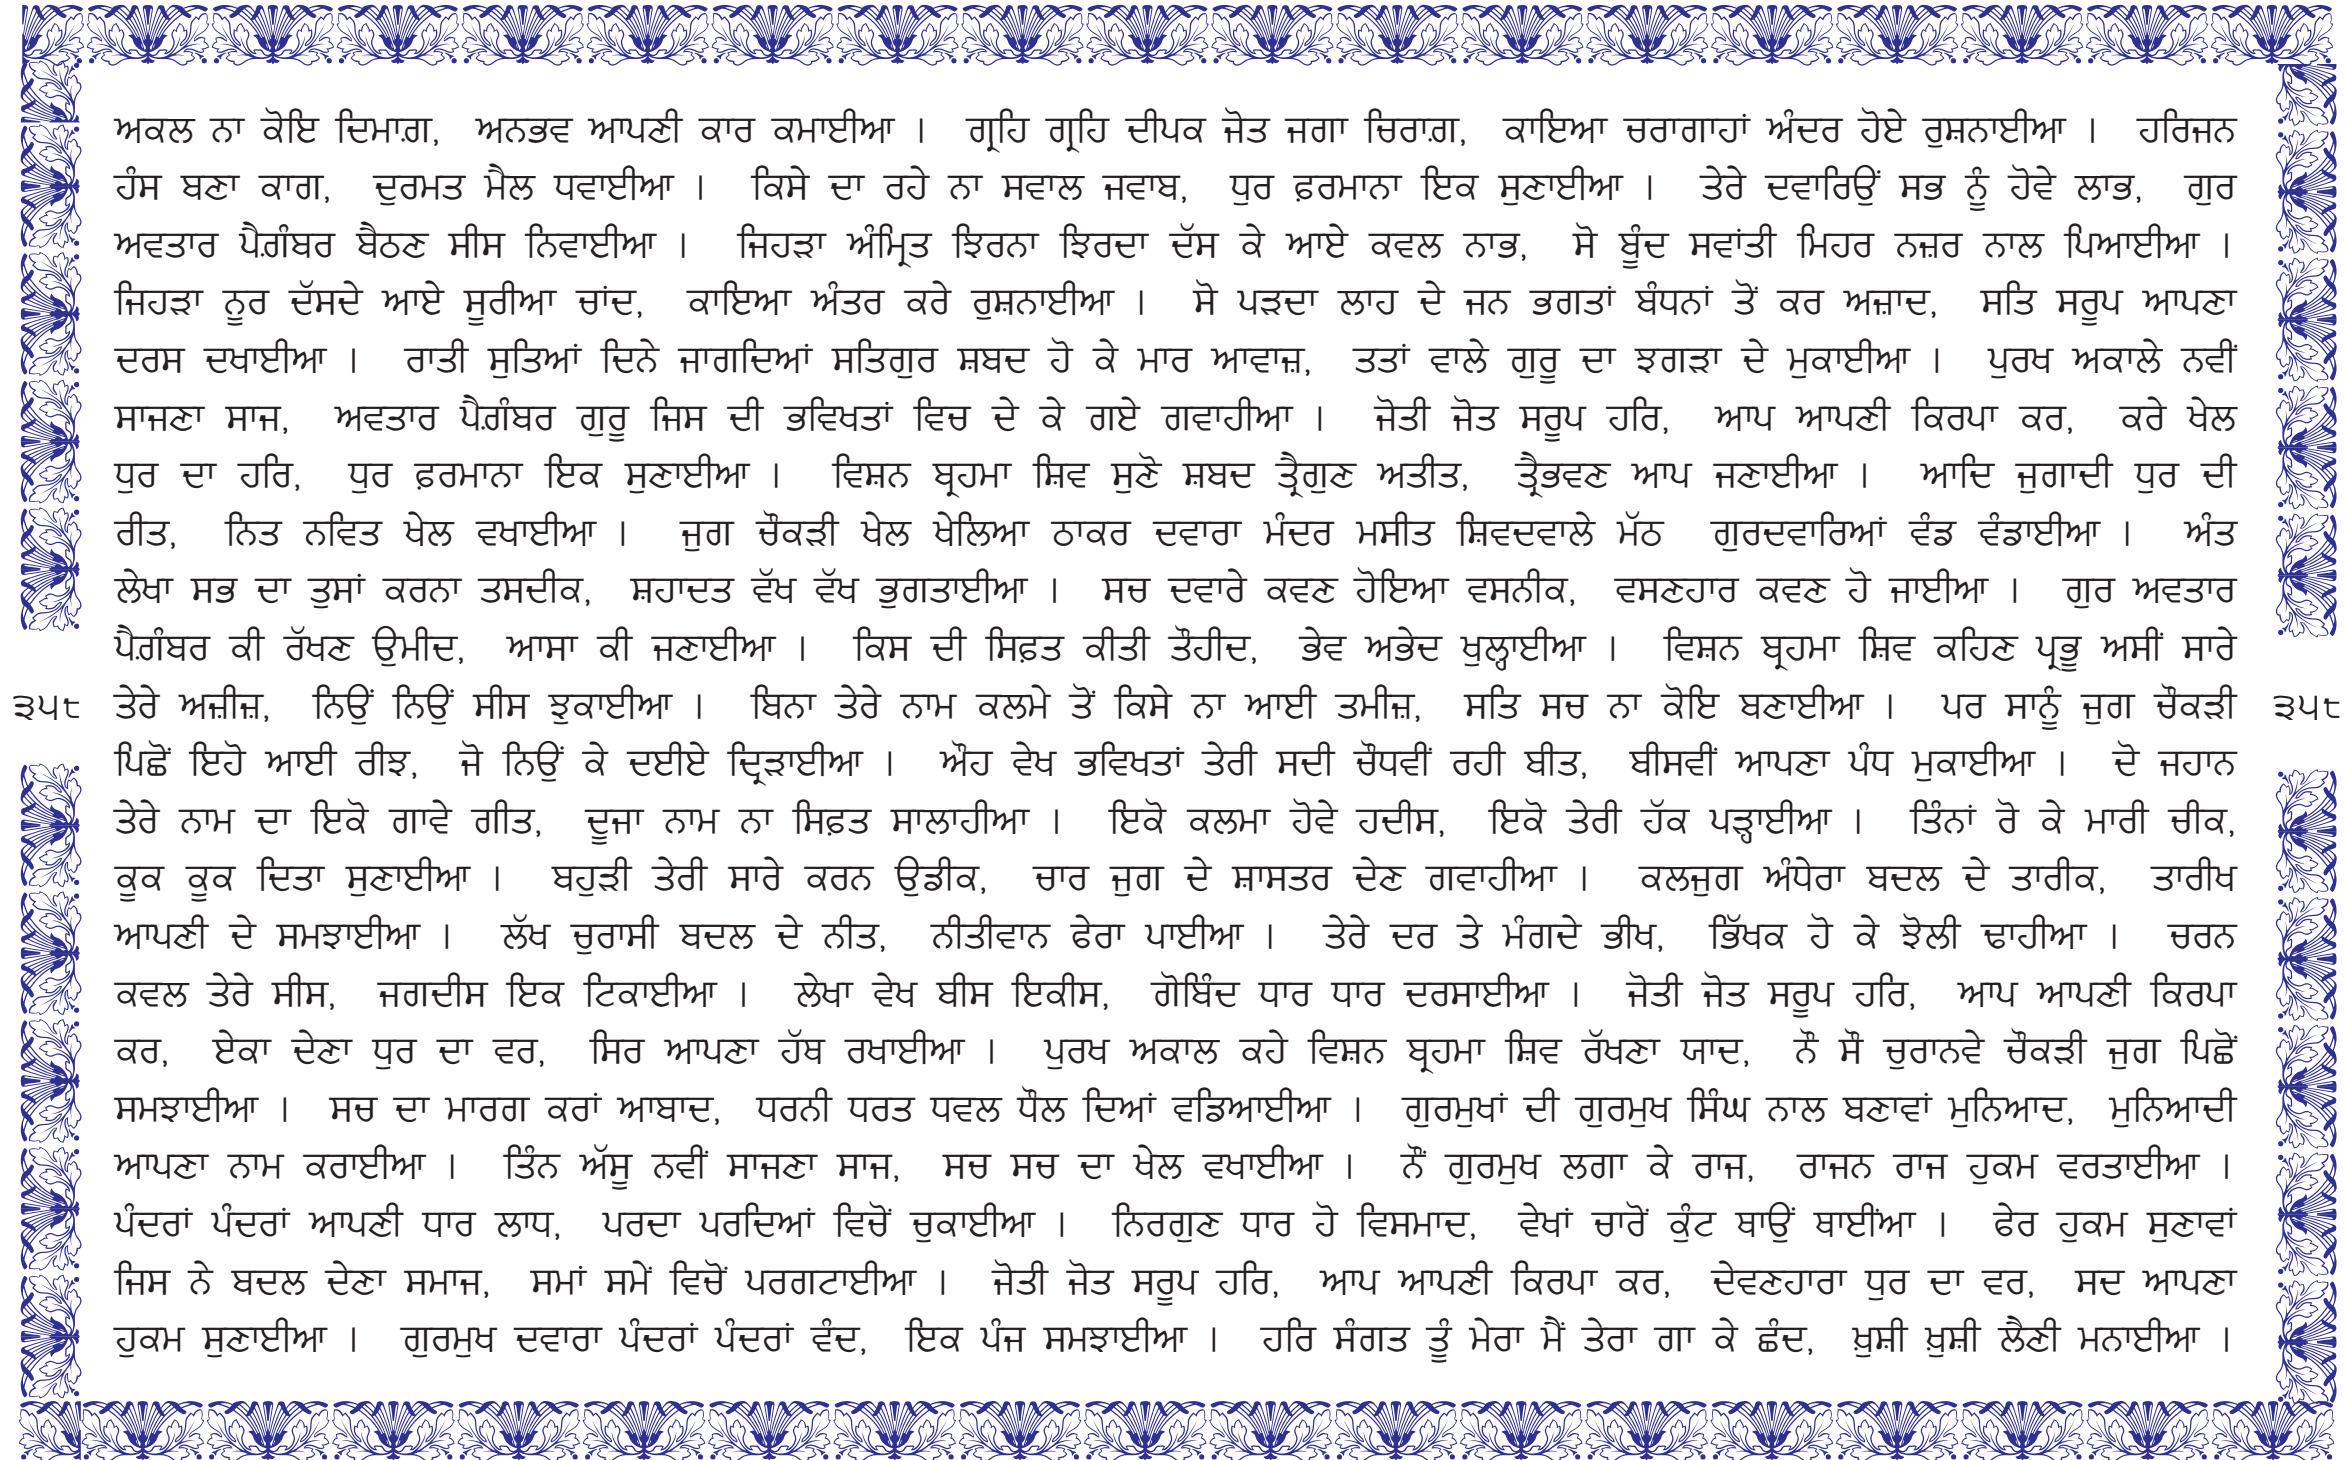 ਅਕਲ ਨਾ ਕੋਇ ਦਿਮਾਗ਼, ਅਨਭਵ ਆਪਣੀ ਕਾਰ ਕਮਾਈਆ । ਗ੍ਰਹਿ ਗ੍ਰਹਿ ਦੀਪਕ ਜੋਤ ਜਗਾ ਚਿਰਾਗ਼, ਕਾਇਆ ਚਰਾਗਾਹਾਂ ਅੰਦਰ ਹੋਏ ਰੁਸ਼ਨਾਈਆ । ਹਰਿਜਨ
ਹੰਸ ਬਣਾ ਕਾਗ, ਦੁਰਮਤ ਮੈਲ ਧਵਾਈਆ । ਕਿਸੇ ਦਾ ਰਹੇ ਨਾ ਸਵਾਲ ਜਵਾਬ, ਧੁਰ ਫ਼ਰਮਾਨਾ ਇਕ ਸੁਣਾਈਆ । ਤੇਰੇ ਦਵਾਰਿਉਂ ਸਭ ਨੂੰ ਹੋਵੇ ਲਾਭ, ਗੁਰ
ਅਵਤਾਰ ਪੈਗ਼ੰਬਰ ਬੈਠਣ ਸੀਸ ਨਿਵਾਈਆ । ਜਿਹੜਾ ਅੰਮ੍ਰਿਤ ਝਿਰਨਾ ਝਿਰਦਾ ਦੱਸ ਕੇ ਆਏ ਕਵਲ ਨਾਭ, ਸੋ ਬੂੰਦ ਸਵਾਂਤੀ ਮਿਹਰ ਨਜ਼ਰ ਨਾਲ ਪਿਆਈਆ ।
ਜਿਹੜਾ ਨੂਰ ਦੱਸਦੇ ਆਏ ਸੂਰੀਆ ਚਾਂਦ, ਕਾਇਆ ਅੰਤਰ ਕਰੇ ਰੁਸ਼ਨਾਈਆ । ਸੋ ਪੜਦਾ ਲਾਹ ਦੇ ਜਨ ਭਗਤਾਂ ਬੰਧਨਾਂ ਤੋਂ ਕਰ ਅਜ਼ਾਦ, ਸਤਿ ਸਰੂਪ ਆਪਣਾ
ਦਰਸ ਦਖਾਈਆ । ਰਾਤੀ ਸੁਤਿਆਂ ਦਿਨੇ ਜਾਗਦਿਆਂ ਸਤਿਗੁਰ ਸ਼ਬਦ ਹੋ ਕੇ ਮਾਰ ਆਵਾਜ਼, ਤਤਾਂ ਵਾਲੇ ਗੁਰੂ ਦਾ ਝਗੜਾ ਦੇ ਮੁਕਾਈਆ । ਪੁਰਖ ਅਕਾਲੇ ਨਵੀਂ
ਸਾਜਣਾ ਸਾਜ, ਅਵਤਾਰ ਪੈਗ਼ੰਬਰ ਗੁਰੂ ਜਿਸ ਦੀ ਭਵਿਖਤਾਂ ਵਿਚ ਦੇ ਕੇ ਗਏ ਗਵਾਹੀਆ । ਜੋਤੀ ਜੋਤ ਸਰੂਪ ਹਰਿ, ਆਪ ਆਪਣੀ ਕਿਰਪਾ ਕਰ, ਕਰੇ ਖੇਲ
ਧੁਰ ਦਾ ਹਰਿ, ਧੁਰ ਫ਼ਰਮਾਨਾ ਇਕ ਸੁਣਾਈਆ । ਵਿਸ਼ਨ ਬ੍ਰਹਮਾ ਸ਼ਿਵ ਸੁਣੋ ਸ਼ਬਦ ਤ੍ਰੈਗੁਣ ਅਤੀਤ, ਤ੍ਰੈਭਵਣ ਆਪ ਜਣਾਈਆ । ਆਦਿ ਜੁਗਾਦੀ ਧੁਰ ਦੀ
ਰੀਤ, ਨਿਤ ਨਵਿਤ ਖੇਲ ਵਖਾਈਆ । ਜੁਗ ਚੌਕੜੀ ਖੇਲ ਖੇਲਿਆ ਠਾਕਰ ਦਵਾਰਾ ਮੰਦਰ ਮਸੀਤ ਸ਼ਿਵਦਵਾਲੇ ਮੱਠ ਗੁਰਦਵਾਰਿਆਂ ਵੰਡ ਵੰਡਾਈਆ । ਅੰਤ
ਲੇਖਾ ਸਭ ਦਾ ਤੁਸਾਂ ਕਰਨਾ ਤਸਦੀਕ, ਸ਼ਹਾਦਤ ਵੱਖ ਵੱਖ ਭੁਗਤਾਈਆ । ਸਚ ਦਵਾਰੇ ਕਵਣ ਹੋਇਆ ਵਸਨੀਕ, ਵਸਣਹਾਰ ਕਵਣ ਹੋ ਜਾਈਆ । ਗੁਰ ਅਵਤਾਰ
ਪੈਗ਼ੰਬਰ ਕੀ ਰੱਖਣ ਉਮੀਦ, ਆਸਾ ਕੀ ਜਣਾਈਆ । ਕਿਸ ਦੀ ਸਿਫ਼ਤ ਕੀਤੀ ਤੌਹੀਦ, ਭੇਵ ਅਭੇਦ ਖੁਲ੍ਹਾਈਆ । ਵਿਸ਼ਨ ਬ੍ਰਹਮਾ ਸ਼ਿਵ ਕਹਿਣ ਪ੍ਰਭੂ ਅਸੀਂ ਸਾਰੇ
੩੫੮ ਤੇਰੇ ਅਜ਼ੀਜ਼, ਨਿਉਂ ਨਿਉਂ ਸੀਸ ਝੁਕਾਈਆ । ਬਿਨਾ ਤੇਰੇ ਨਾਮ ਕਲਮੇ ਤੋਂ ਕਿਸੇ ਨਾ ਆਈ ਤਮੀਜ਼, ਸਤਿ ਸਚ ਨਾ ਕੋਇ ਬਣਾਈਆ । ਪਰ ਸਾਨੂੰ ਜੁਗ ਚੌਕੜੀ ੩੫੮
ਪਿਛੋਂ ਇਹੋ ਆਈ ਰੀਝ, ਜੋ ਨਿਉਂ ਕੇ ਦਈਏ ਦ੍ਰਿੜਾਈਆ । ਔਹ ਵੇਖ ਭਵਿਖਤਾਂ ਤੇਰੀ ਸਦੀ ਚੌਧਵੀਂ ਰਹੀ ਬੀਤ, ਬੀਸਵੀਂ ਆਪਣਾ ਪੰਧ ਮੁਕਾਈਆ । ਦੋ ਜਹਾਨ
ਤੇਰੇ ਨਾਮ ਦਾ ਇਕੋ ਗਾਵੇ ਗੀਤ, ਦੂਜਾ ਨਾਮ ਨਾ ਸਿਫ਼ਤ ਸਾਲਾਹੀਆ । ਇਕੋ ਕਲਮਾ ਹੋਵੇ ਹਦੀਸ, ਇਕੋ ਤੇਰੀ ਹੱਕ ਪੜ੍ਹਾਈਆ । ਤਿੰਨਾਂ ਰੋ ਕੇ ਮਾਰੀ ਚੀਕ,
ਕੂਕ ਕੂਕ ਦਿਤਾ ਸੁਣਾਈਆ । ਬਹੁੜੀ ਤੇਰੀ ਸਾਰੇ ਕਰਨ ਉਡੀਕ, ਚਾਰ ਜੁਗ ਦੇ ਸ਼ਾਸਤਰ ਦੇਣ ਗਵਾਹੀਆ । ਕਲਜੁਗ ਅੰਧੇਰਾ ਬਦਲ ਦੇ ਤਾਰੀਕ, ਤਾਰੀਖ
ਆਪਣੀ ਦੇ ਸਮਝਾਈਆ । ਲੱਖ ਚੁਰਾਸੀ ਬਦਲ ਦੇ ਨੀਤ, ਨੀਤੀਵਾਨ ਫੇਰਾ ਪਾਈਆ । ਤੇਰੇ ਦਰ ਤੇ ਮੰਗਦੇ ਭੀਖ, ਭਿੱਖਕ ਹੋ ਕੇ ਝੋਲੀ ਢਾਹੀਆ । ਚਰਨ
ਕਵਲ ਤੇਰੇ ਸੀਸ, ਜਗਦੀਸ ਇਕ ਟਿਕਾਈਆ । ਲੇਖਾ ਵੇਖ ਬੀਸ ਇਕੀਸ, ਗੋਬਿੰਦ ਧਾਰ ਧਾਰ ਦਰਸਾਈਆ । ਜੋਤੀ ਜੋਤ ਸਰੂਪ ਹਰਿ, ਆਪ ਆਪਣੀ ਕਿਰਪਾ
ਕਰ, ਏਕਾ ਦੇਣਾ ਧੁਰ ਦਾ ਵਰ, ਸਿਰ ਆਪਣਾ ਹੱਥ ਰਖਾਈਆ । ਪੁਰਖ ਅਕਾਲ ਕਹੇ ਵਿਸ਼ਨ ਬ੍ਰਹਮਾ ਸ਼ਿਵ ਰੱਖਣਾ ਯਾਦ, ਨੌ ਸੌ ਚੁਰਾਨਵੇ ਚੌਕੜੀ ਜੁਗ ਪਿਛੋਂ
ਸਮਝਾਈਆ । ਸਚ ਦਾ ਮਾਰਗ ਕਰਾਂ ਆਬਾਦ, ਧਰਨੀ ਧਰਤ ਧਵਲ ਧੌਲ ਦਿਆਂ ਵਡਿਆਈਆ । ਗੁਰਮੁਖਾਂ ਦੀ ਗੁਰਮੁਖ ਸਿੰਘ ਨਾਲ ਬਣਾਵਾਂ ਮੁਨਿਆਦ, ਮੁਨਿਆਦੀ
ਆਪਣਾ ਨਾਮ ਕਰਾਈਆ । ਤਿੰਨ ਅੱਸੂ ਨਵੀਂ ਸਾਜਣਾ ਸਾਜ, ਸਚ ਸਚ ਦਾ ਖੇਲ ਵਖਾਈਆ । ਨੌਂ ਗੁਰਮੁਖ ਲਗਾ ਕੇ ਰਾਜ, ਰਾਜਨ ਰਾਜ ਹੁਕਮ ਵਰਤਾਈਆ ।
ਪੰਦਰਾਂ ਪੰਦਰਾਂ ਆਪਣੀ ਧਾਰ ਲਾਧ, ਪਰਦਾ ਪਰਦਿਆਂ ਵਿਚੋਂ ਚੁਕਾਈਆ । ਨਿਰਗੁਣ ਧਾਰ ਹੋ ਵਿਸਮਾਦ, ਵੇਖਾਂ ਚਾਰੋਂ ਕੁੰਟ ਥਾਉਂ ਥਾਈਂਆ । ਫੇਰ ਹੁਕਮ ਸੁਣਾਵਾਂ
ਜਿਸ ਨੇ ਬਦਲ ਦੇਣਾ ਸਮਾਜ, ਸਮਾਂ ਸਮੇਂ ਵਿਚੋਂ ਪਰਗਟਾਈਆ । ਜੋਤੀ ਜੋਤ ਸਰੂਪ ਹਰਿ, ਆਪ ਆਪਣੀ ਕਿਰਪਾ ਕਰ, ਦੇਵਣਹਾਰਾ ਧੁਰ ਦਾ ਵਰ, ਸਦ ਆਪਣਾ
ਹੁਕਮ ਸੁਣਾਈਆ । ਗੁਰਮੁਖ ਦਵਾਰਾ ਪੰਦਰਾਂ ਪੰਦਰਾਂ ਵੰਦ, ਇਕ ਪੰਜ ਸਮਝਾਈਆ । ਹਰਿ ਸੰਗਤ ਤੂੰ ਮੇਰਾ ਮੈਂ ਤੇਰਾ ਗਾ ਕੇ ਛੰਦ, ਖ਼ੁਸ਼ੀ ਖ਼ੁਸ਼ੀ ਲੈਣੀ ਮਨਾਈਆ ।